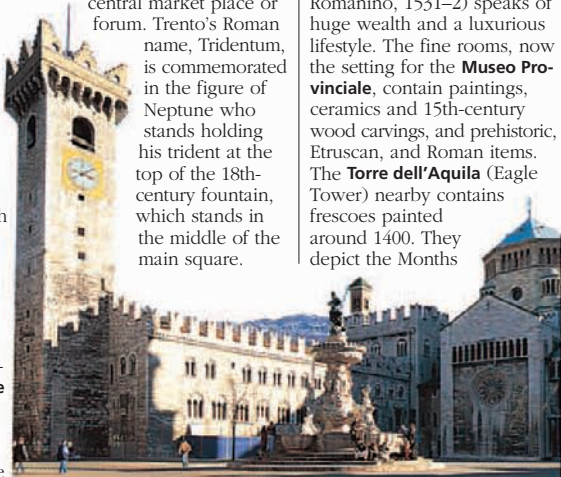 central market place or
forum. Trento's Roman
name, Tridentum,
is commemorated
in the figure of
Neptune who
stands holding
his trident at the
top of the 18th-
century fountain,
which stands in
the middle of the
main square.
Romanino, 1531–2) speaks of
huge wealth and a luxurious
lifestyle. The fine rooms, now
the setting for the Museo Pro-
vinciale, contain paintings,
ceramics and 15th-century
wood carvings, and prehistoric,
Etruscan, and Roman items.
The Torre dell'Aquila (Eagle
Tower) nearby contains
frescoes painted
around 1400. They
depict the Months